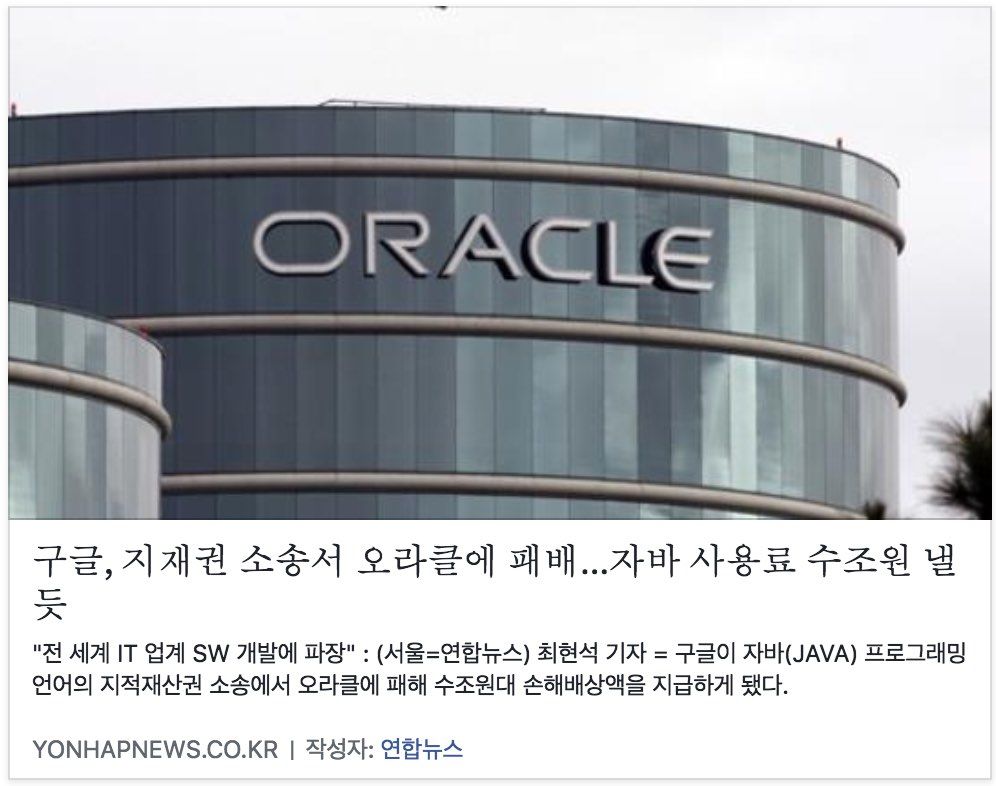 ORACLE
구글, 지재권 소송서 오라클에 패배...자바 사용료 수조원 낼
듯
"전 세계 IT 업계 SW 개발에 파장" : (서울=연합뉴스) 최현석 기자 = 구글이 자바(JAVA) 프로그래밍
언어의 지적재산권 소송에서 오라클에 패해 수조원대 손해배상액을 지급하게 됐다.
YONHAPNEWS.CO.KR | 작성자: 연합뉴스